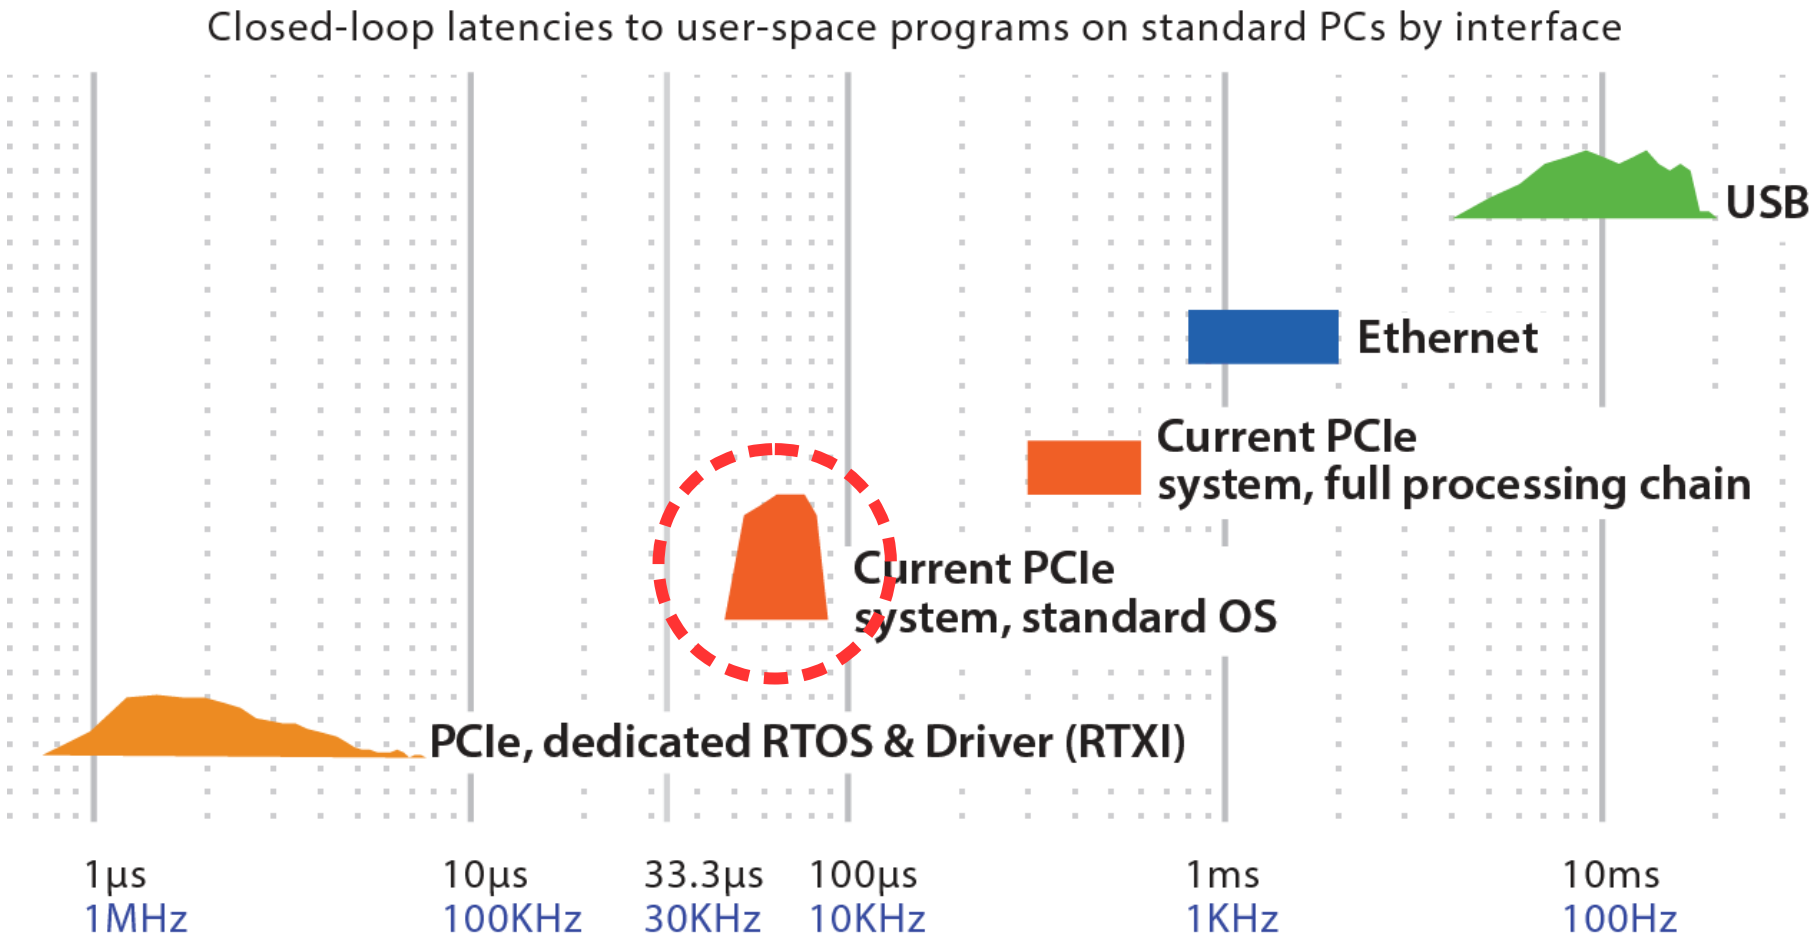 Closed-loop latencies to user-space programs on standard PCs by interface
USB
Ethernet
Current PCIe
system, full processing chain
Current PCIe
system, standard OS
PCIe, dedicated RTOS & Driver (RTXI)
1µs 10µs 33.3µs 100µs 1ms 10ms
1MHz 100KHz 30KHz 10KHz 1KHz 100Hz